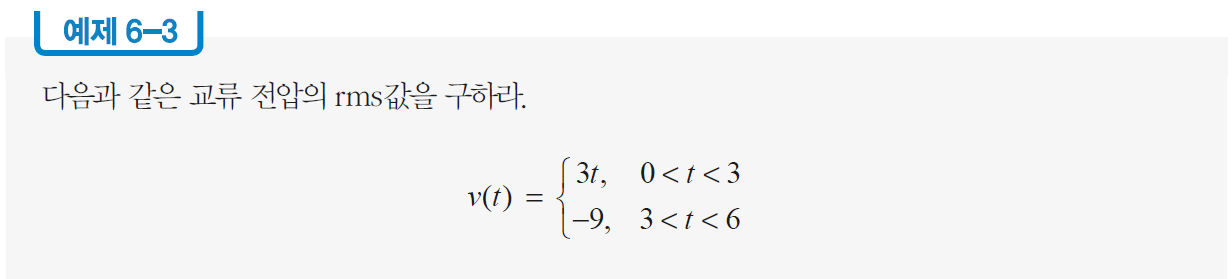 예제 6-3
다음과 같은 교류 전압의 rms값을 구하라.
v(t) = { 3t, 0 < t < 3
−9, 3 < t < 6